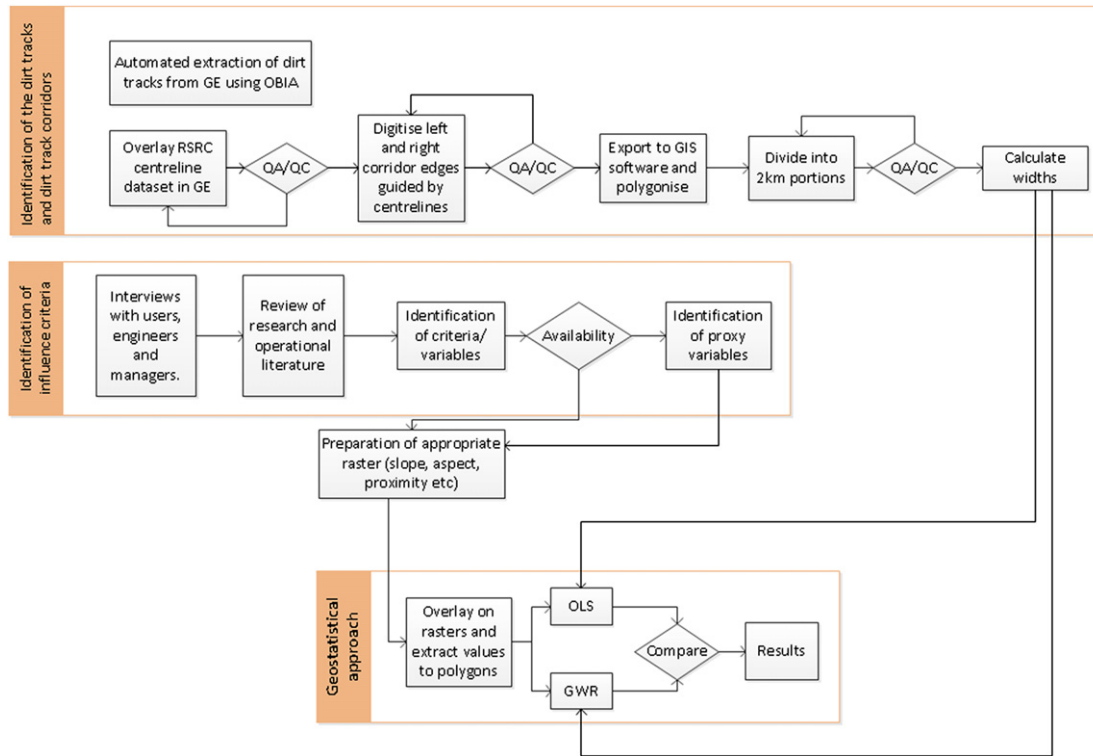 Identification of the dirt tracks
and dirt track corridors
Automated extraction of dirt
tracks from GE using OBIA
Overlay RSRC
centreline
dataset in GE
QA/QC
Digitise left
and right
corridor edges
guided by
centrelines
QA/QC
Export to GIS
software and
polygonise
Divide into
2km portions
QA/QC
Calculate
widths
Identification of
influence criteria
Interviews
with users,
engineers
and
managers.
Review of
research and
operational
literature
Identification
of criteria/
variables
Availability
Identification
of proxy
variables
Preparation of appropriate
raster (slope, aspect,
proximity etc)
Geostatistical
approach
Overlay on
rasters and
extract values
to polygons
OLS
GWR
Compare
Results